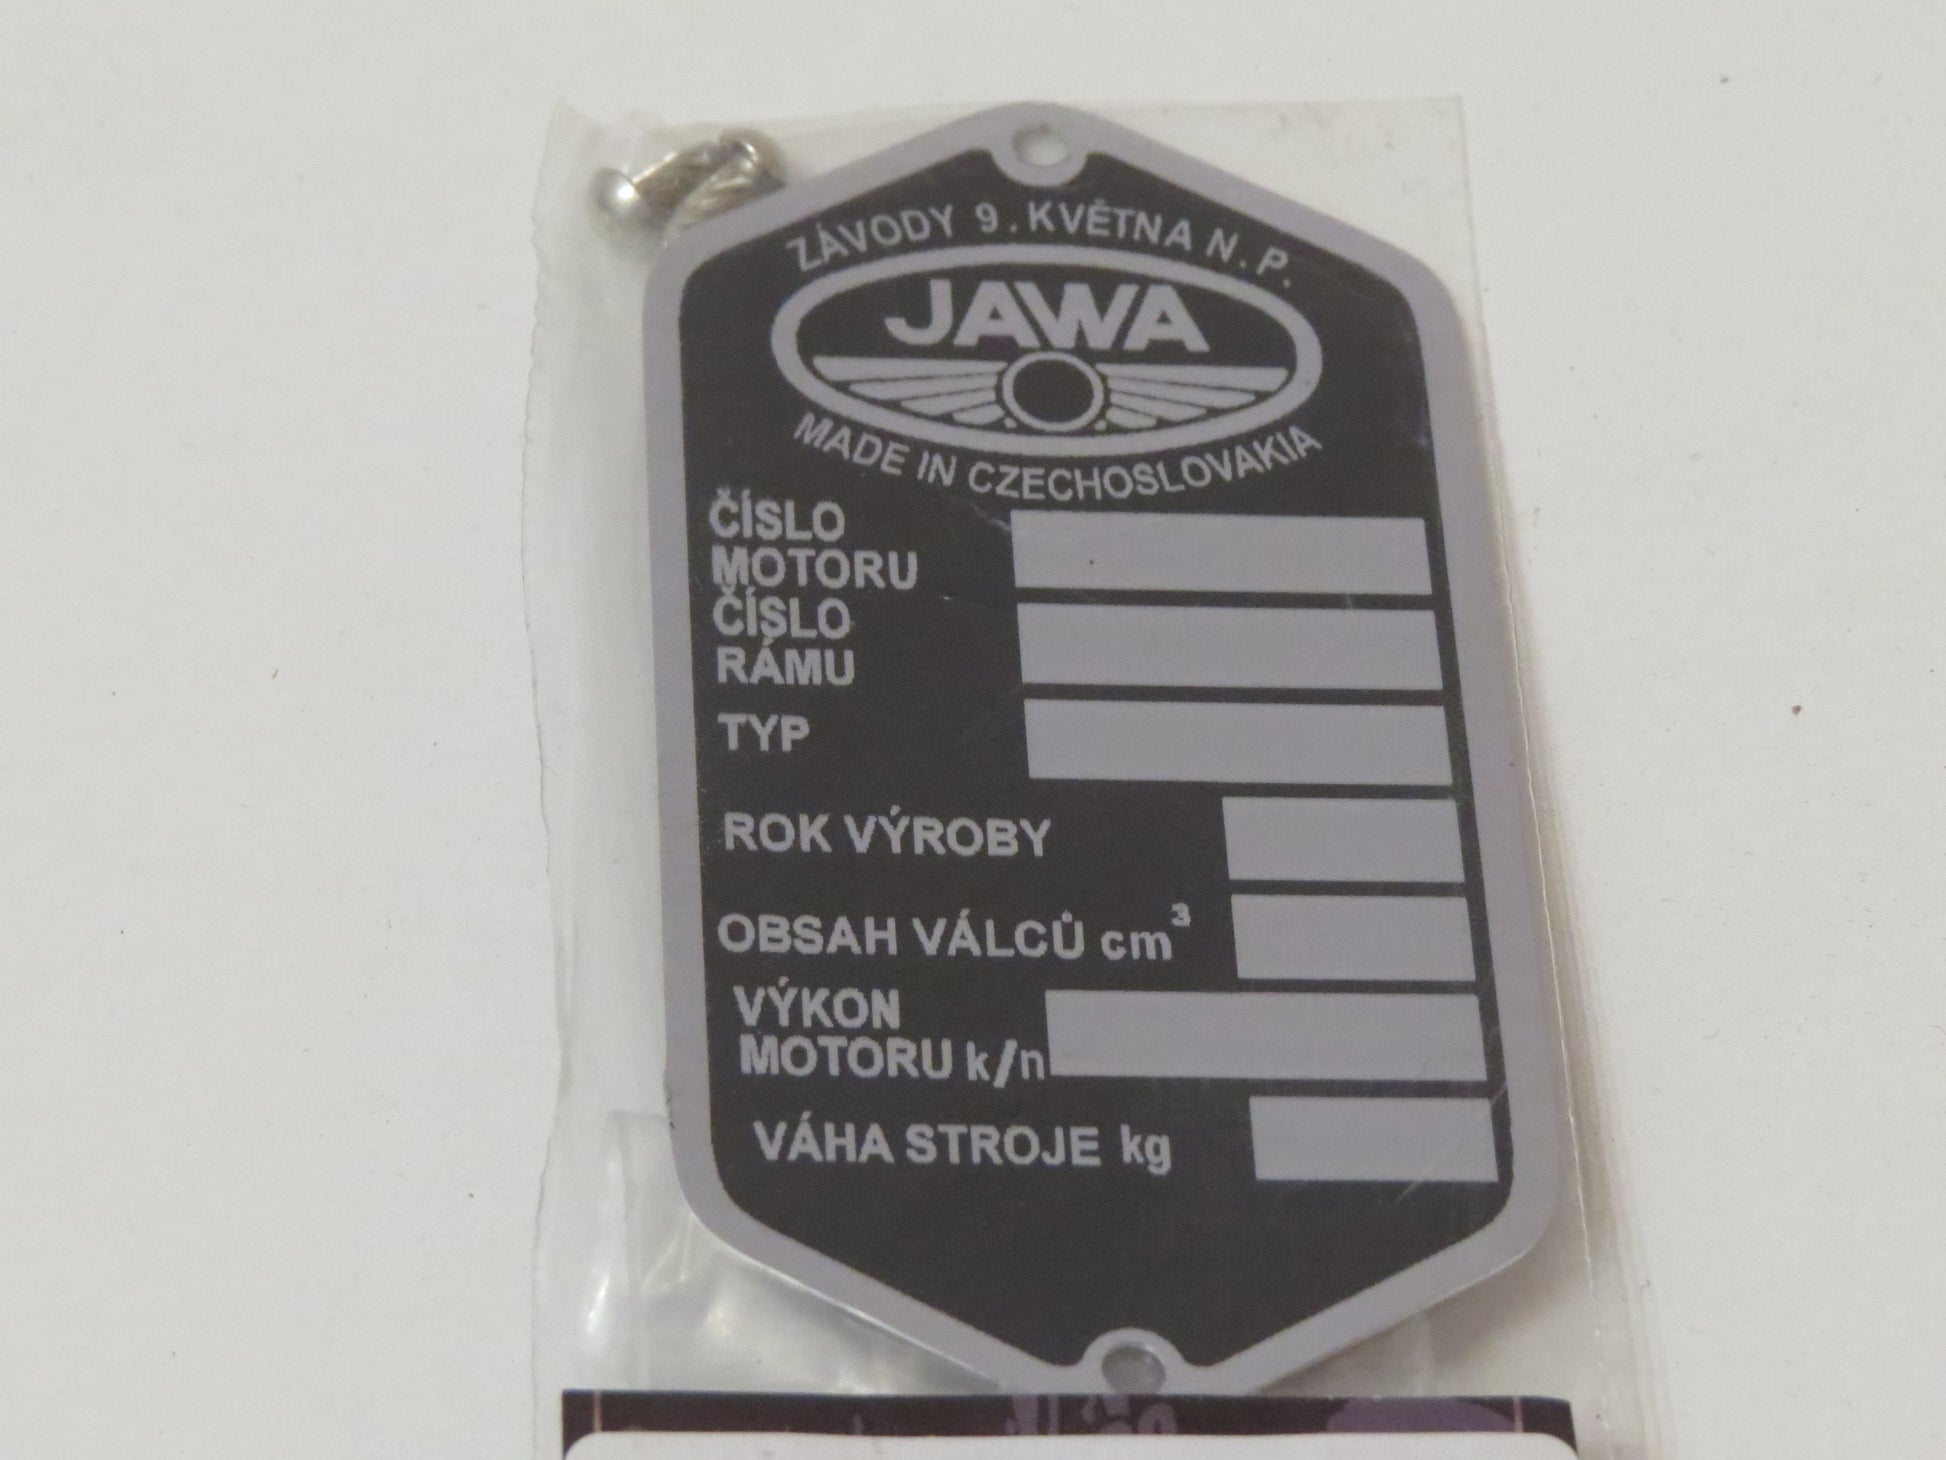 ZÁVODY 9. KVĚTNA N. P.
JAWA
MADE IN CZECHOSLOVAKIA
ČÍSLO
MOTORU
ČÍSLO
RÁMU
TYP
ROK VÝROBY
OBSAH VÁLCŮ cm³
VÝKON
MOTORU k/n
VÁHA STROJE kg